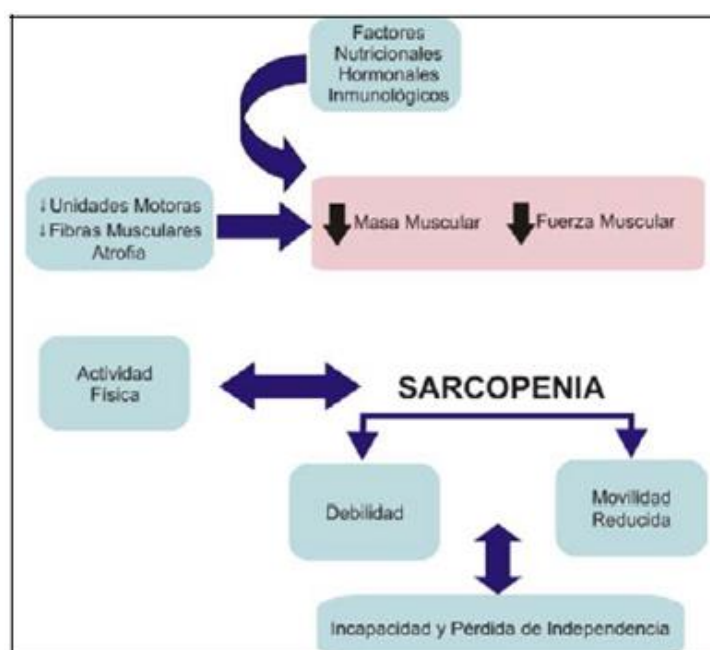 Factores
Nutricionales
Hormonales
Inmunológicos
↓Unidades Motoras
↓Fibras Musculares
Atrofia
Masa Muscular
Fuerza Muscular
Actividad
Física
SARCOPENIA
Debilidad
Movilidad
Reducida
Incapacidad y Pérdida de Independencia